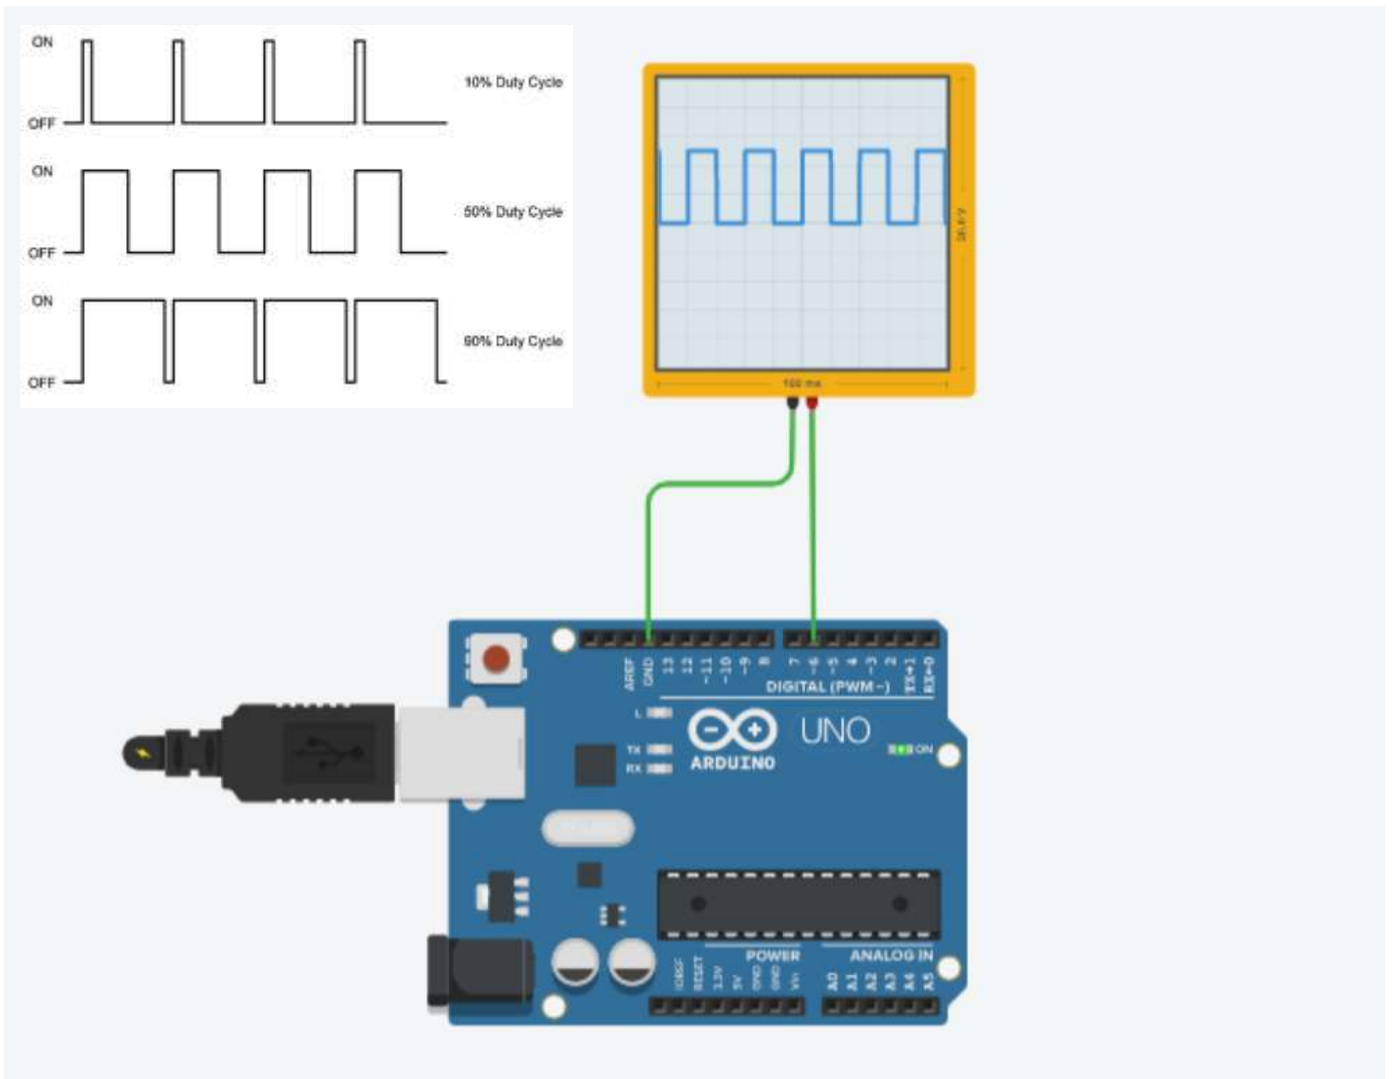 ON
10% Duty Cycle
OFF
ON
50% Duty Cycle
OFF
ON
90% Duty Cycle
OFF
100 ms
AREF
GND
13
12
~11
~10
~9
8
7
~6
~5
4
~3
2
TX→1
RX←0
DIGITAL (PWM~)
L
TX
RX
ARDUINO
UNO
ON
POWER
ANALOG IN
IOREF
RESET
3.3V
5V
GND
GND
Vin
A0
A1
A2
A3
A4
A5